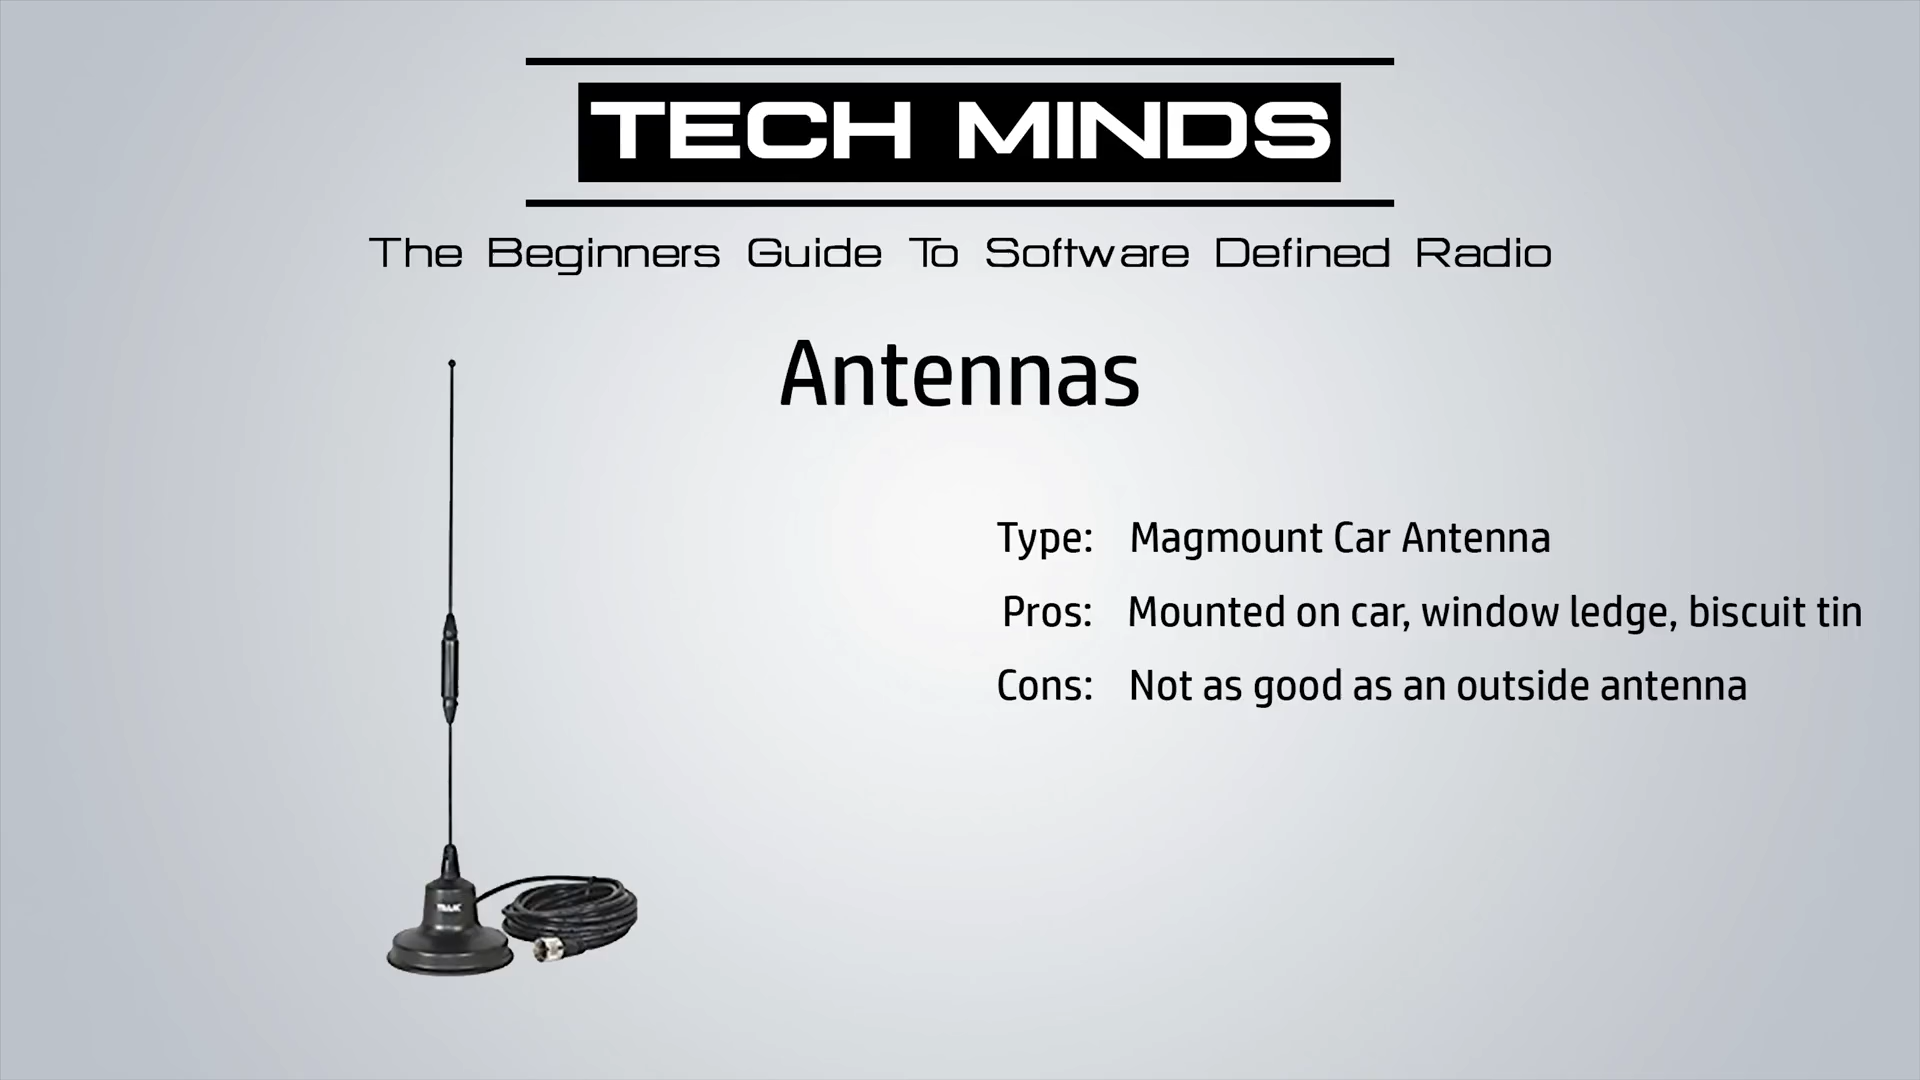 TECH MINDS
The Beginners Guide To Software Defined Radio
Antennas
Type: Magmount Car Antenna
Pros: Mounted on car, window ledge, biscuit tin
Cons: Not as good as an outside antenna